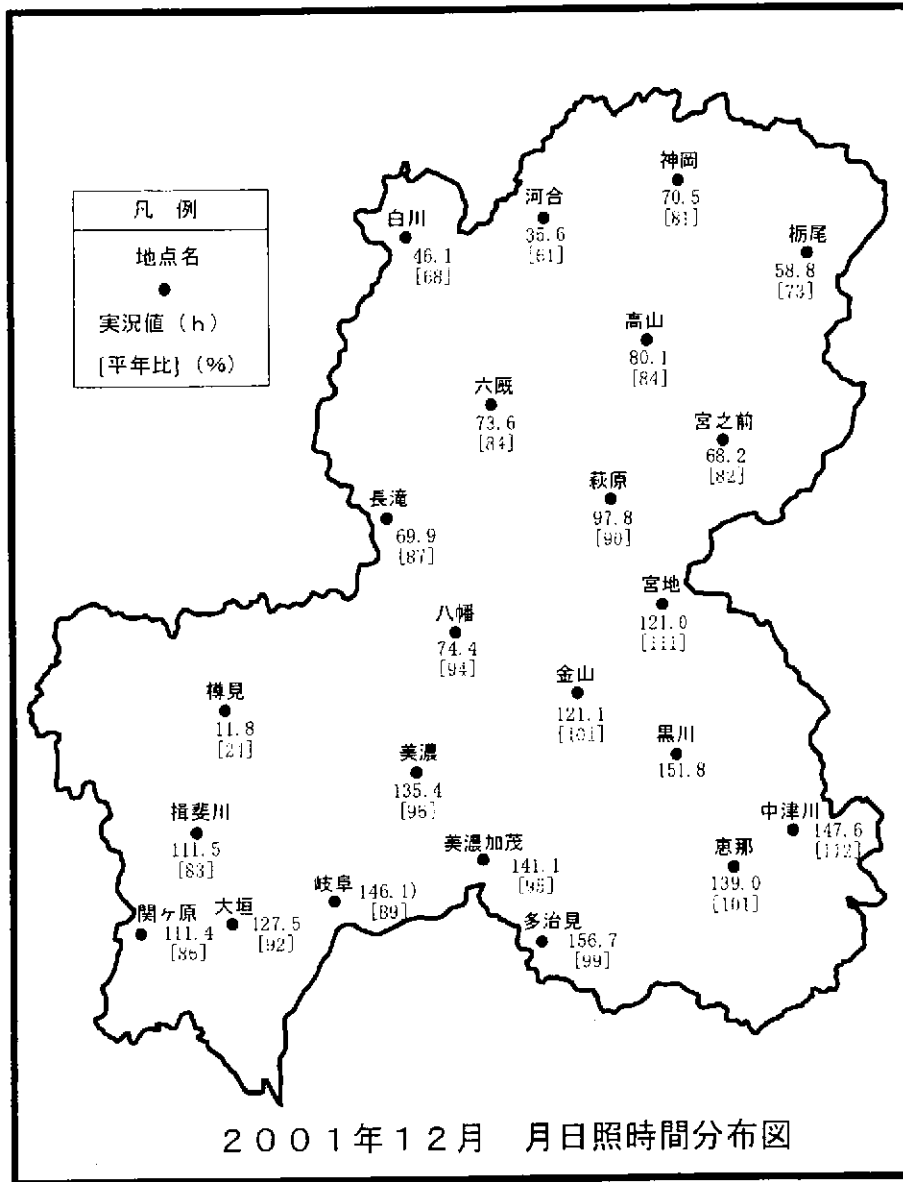 凡例
地点名
実況値(h)
[平年比](%)
神岡
70.5
[81]
河合
35.6
[61]
白川
46.1
[68]
栃尾
58.8
[73]
高山
80.1
[84]
六厩
73.6
[84]
宮之前
68.2
[82]
萩原
97.8
[90]
長滝
69.9
[87]
宮地
121.0
[111]
八幡
74.4
[94]
金山
121.1
[101]
樽見
11.8
黒川
151.8
美濃
135.4
中津川
147.6
[112]
揖斐川
111.5
[83]
美濃加茂
141.1
恵那
139.0
[101]
岐阜
146.1)
[89]
大垣
127.5
[92]
関ヶ原
111.4
多治見
156.7
[99]
2001年12月 月日照時間分布図